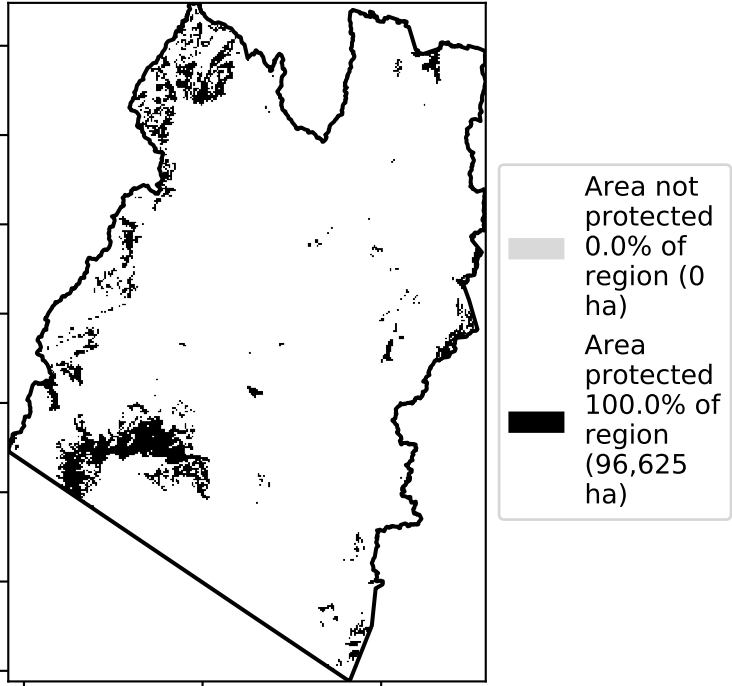 Area not
protected
0.0% of
region (0
ha)
Area
protected
100.0% of
region
(96,625
ha)